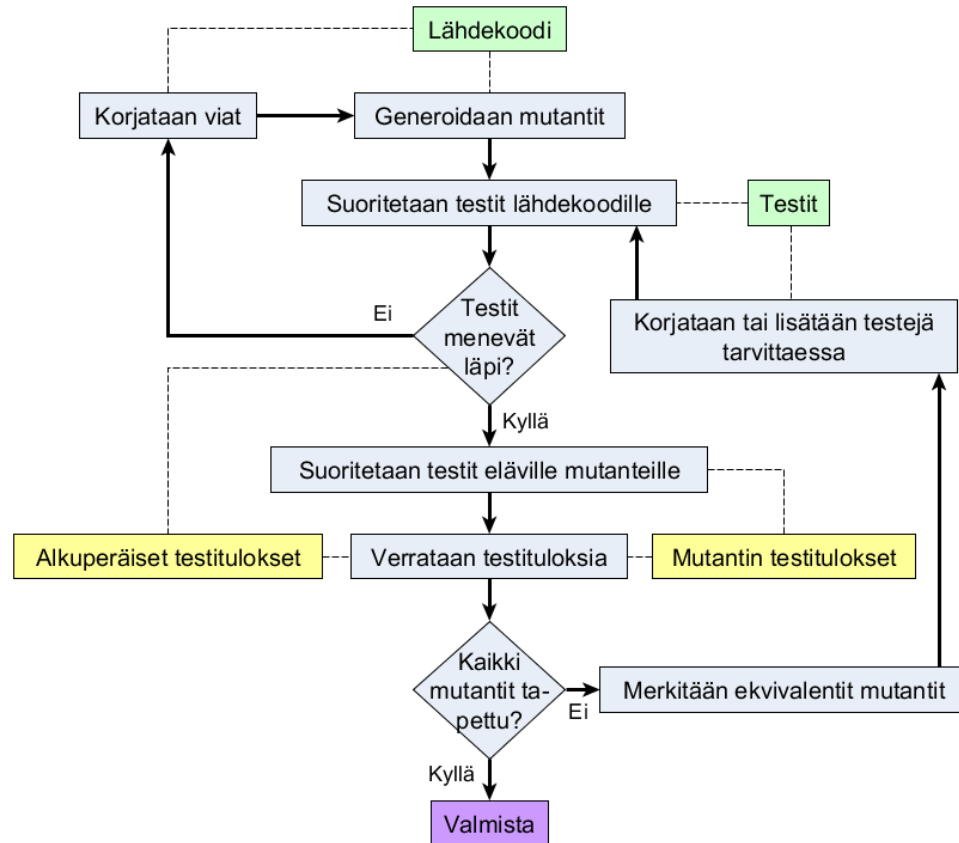 Lähdekoodi
Korjataan viat
Generoidaan mutantit
Suoritetaan testit lähdekoodille
Testit
Ei
Testit
menevät
läpi?
Korjataan tai lisätään testejä
tarvittaessa
Kyllä
Suoritetaan testit eläville mutanteille
Alkuperäiset testitulokset
Verrataan testituloksia
Mutantin testitulokset
Kaikki
mutantit ta-
pettu?
Ei
Merkitään ekvivalentit mutantit
Kyllä
Valmista